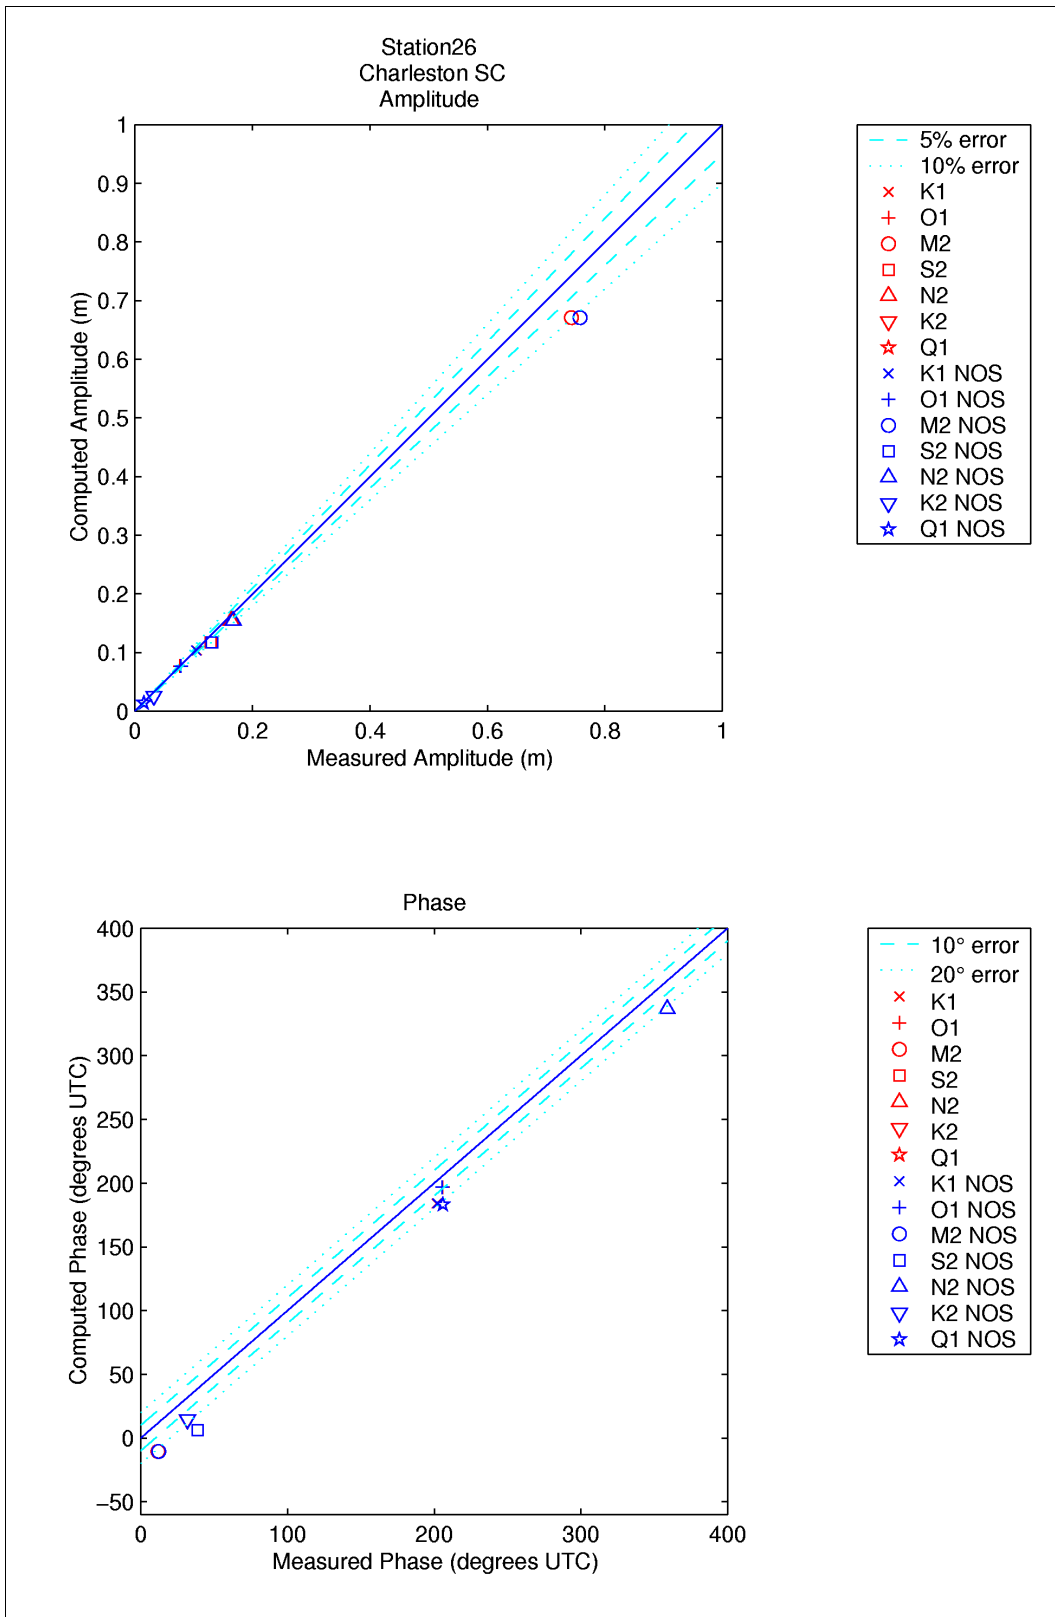 Station26
Charleston SC
Amplitude
1
0.9
0.8
0.7
0.6
0.5
0.4
0.3
0.2
0.1
0
0
0.2
0.4
0.6
0.8
1
Computed Amplitude (m)
Measured Amplitude (m)
5% error
10% error
K1
O1
M2
S2
N2
K2
Q1
K1 NOS
O1 NOS
M2 NOS
S2 NOS
N2 NOS
K2 NOS
Q1 NOS
Phase
400
350
300
250
200
150
100
50
0
−50
0
100
200
300
400
Computed Phase (degrees UTC)
Measured Phase (degrees UTC)
10° error
20° error
K1
O1
M2
S2
N2
K2
Q1
K1 NOS
O1 NOS
M2 NOS
S2 NOS
N2 NOS
K2 NOS
Q1 NOS